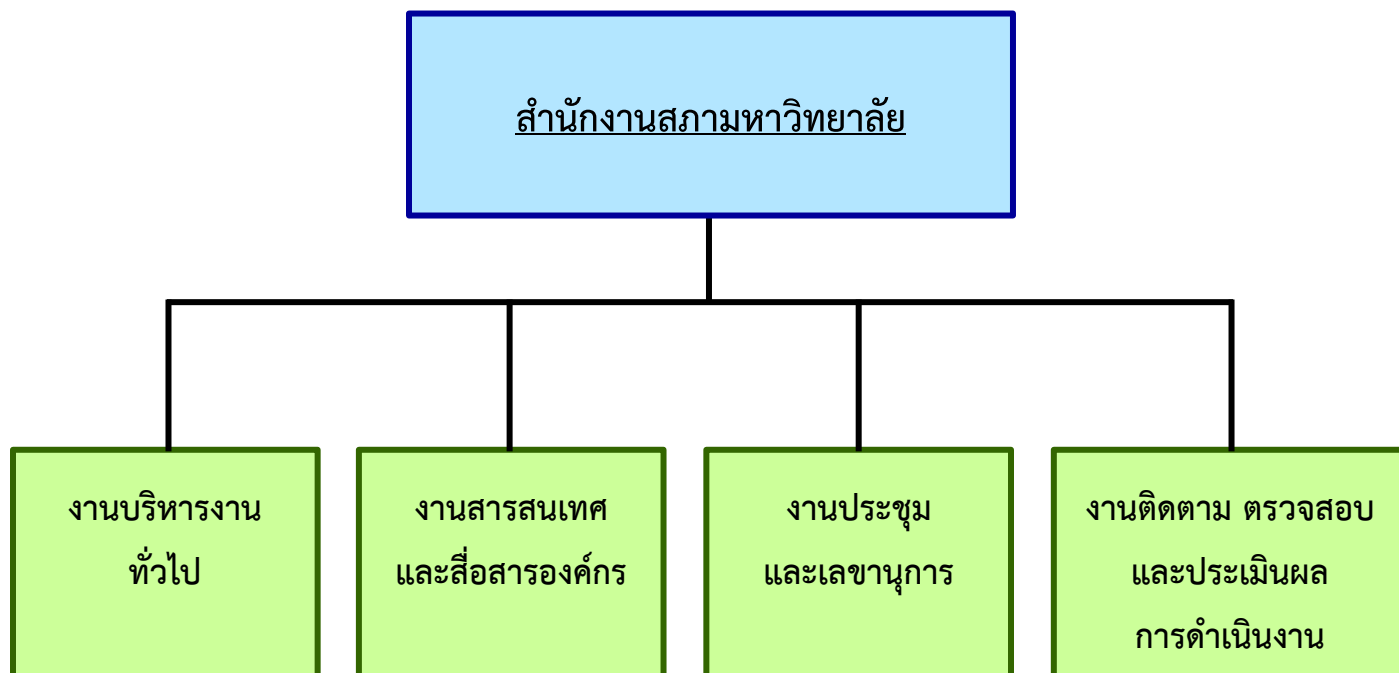 สำนักงานสภามหาวิทยาลัย
งานบริหารงาน
ทั่วไป
งานสารสนเทศ
และสื่อสารองค์กร
งานประชุม
และเลขานุการ
งานติดตาม ตรวจสอบ
และประเมินผล
การดำเนินงาน